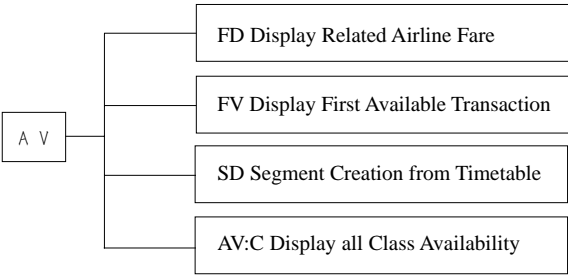 FD Display Related Airline Fare
FV Display First Available Transaction
A V
SD Segment Creation from Timetable
AV:C Display all Class Availability